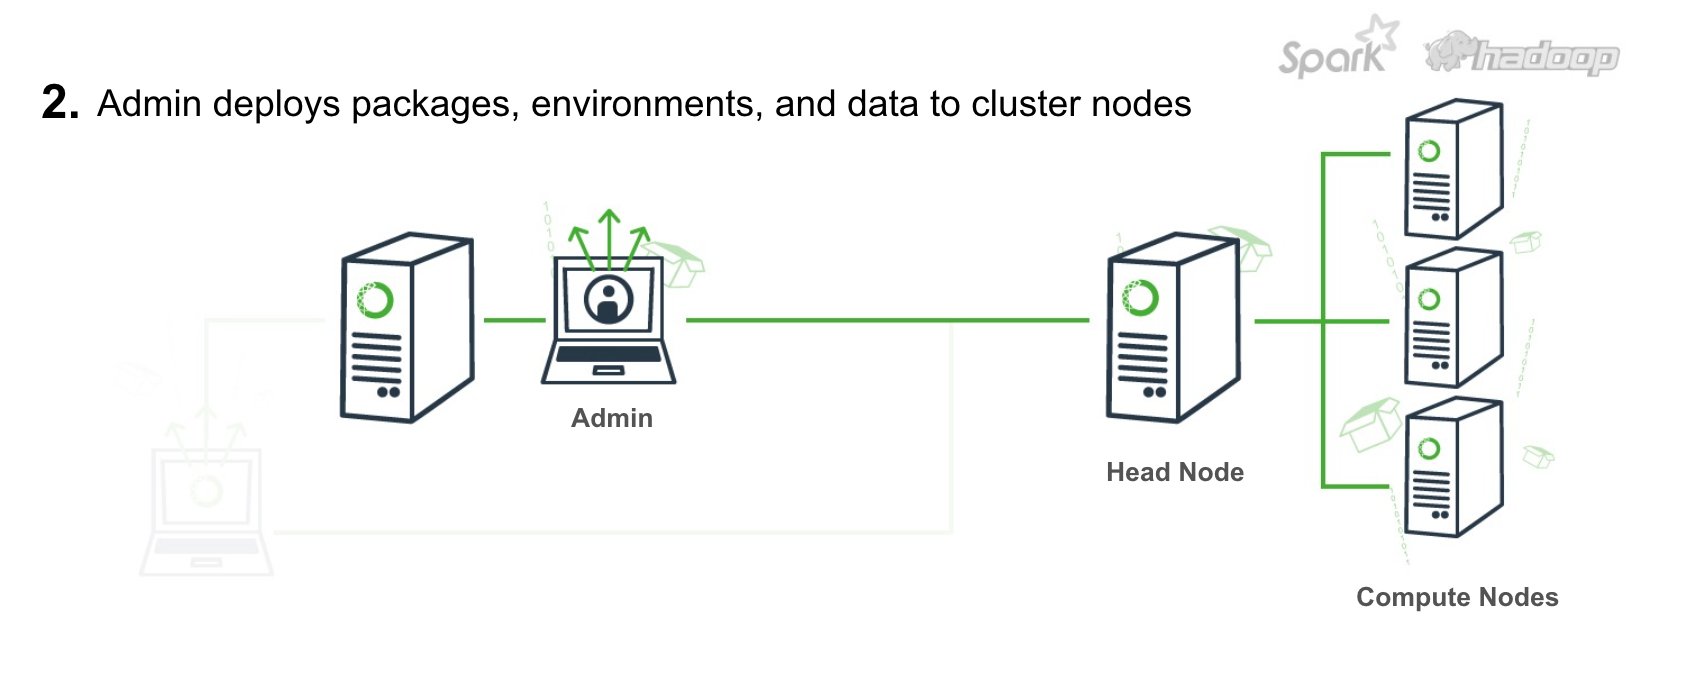 Spark hadoop
2. Admin deploys packages, environments, and data to cluster nodes
Admin
Head Node
Compute Nodes